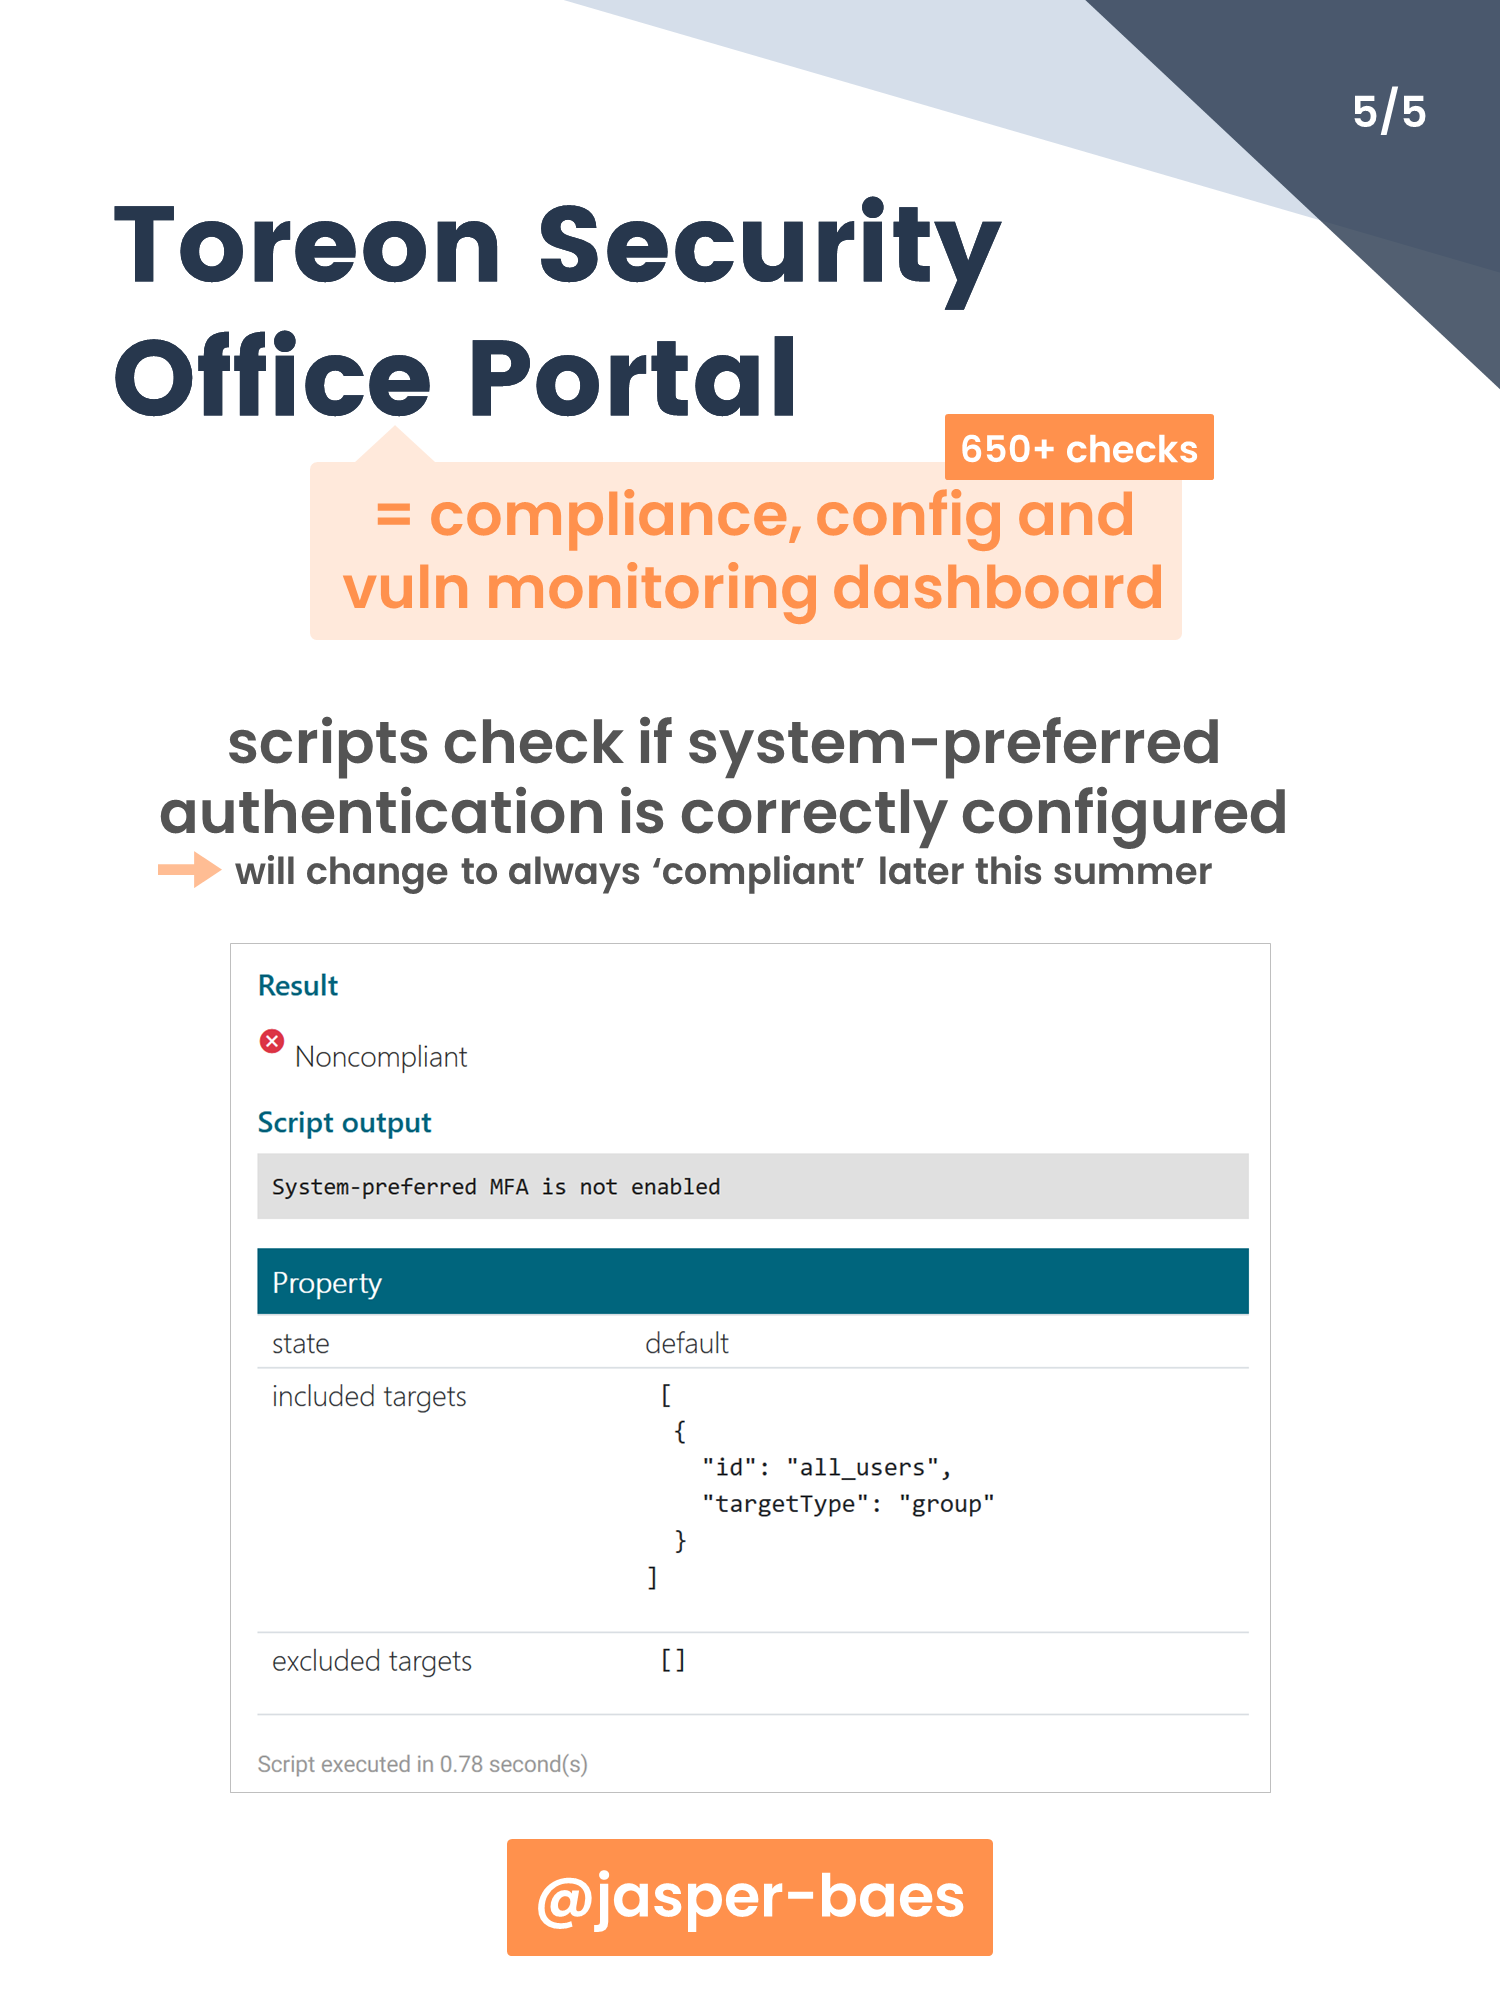 5/5
Toreon Security
Office Portal
650+ checks
= compliance, config and
vuln monitoring dashboard
scripts check if system-preferred
authentication is correctly configured
will change to always ‘compliant’ later this summer
Result
Noncompliant
Script output
System-preferred MFA is not enabled
Property
state default
included targets [
{
"id": "all_users",
"targetType": "group"
}
]
excluded targets []
Script executed in 0.78 second(s)
@jasper-baes